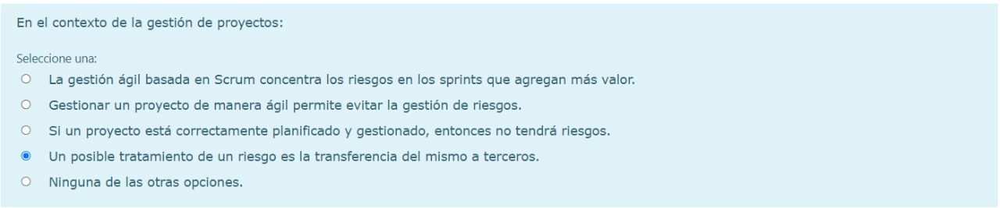 En el contexto de la gestión de proyectos:
Seleccione una:
La gestión ágil basada en Scrum concentra los riesgos en los sprints que agregan más valor.
Gestionar un proyecto de manera ágil permite evitar la gestión de riesgos.
Si un proyecto está correctamente planificado y gestionado, entonces no tendrá riesgos.
Un posible tratamiento de un riesgo es la transferencia del mismo a terceros.
Ninguna de las otras opciones.